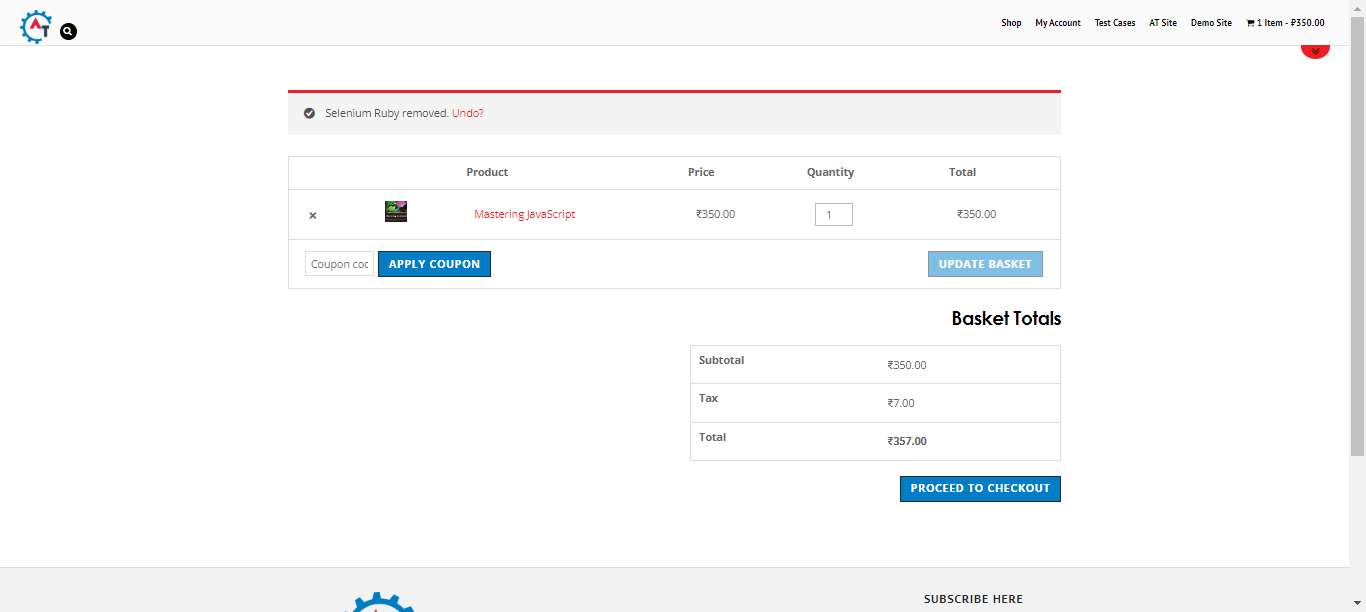 AT
Shop My Account Test Cases AT Site Demo Site 1 Item - ₹350.00
Selenium Ruby removed. Undo?
Product Price Quantity Total
× Mastering JavaScript ₹350.00 1 ₹350.00
Coupon coc APPLY COUPON UPDATE BASKET
Basket Totals
Subtotal ₹350.00
Tax ₹7.00
Total ₹357.00
PROCEED TO CHECKOUT
SUBSCRIBE HERE